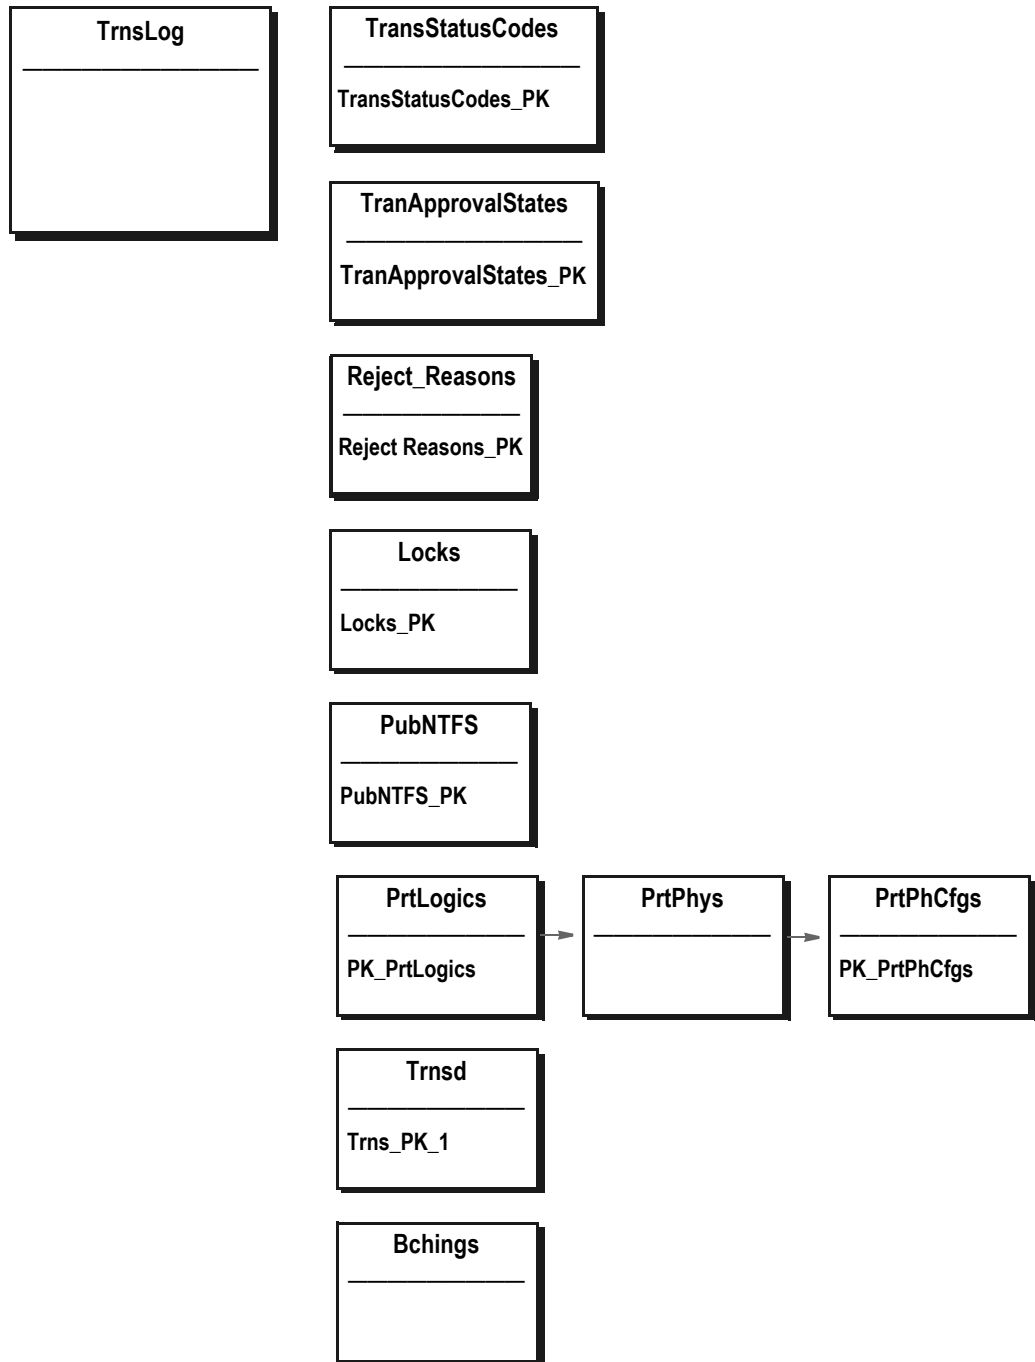 TrnsLog
TransStatusCodes
TransStatusCodes_PK
TranApprovalStates
TranApprovalStates_PK
Reject_Reasons
Reject Reasons_PK
Locks
Locks_PK
PubNTFS
PubNTFS_PK
PrtLogics
PK_PrtLogics
PrtPhys
PrtPhCfgs
PK_PrtPhCfgs
Trnsd
Trns_PK_1
Bchings